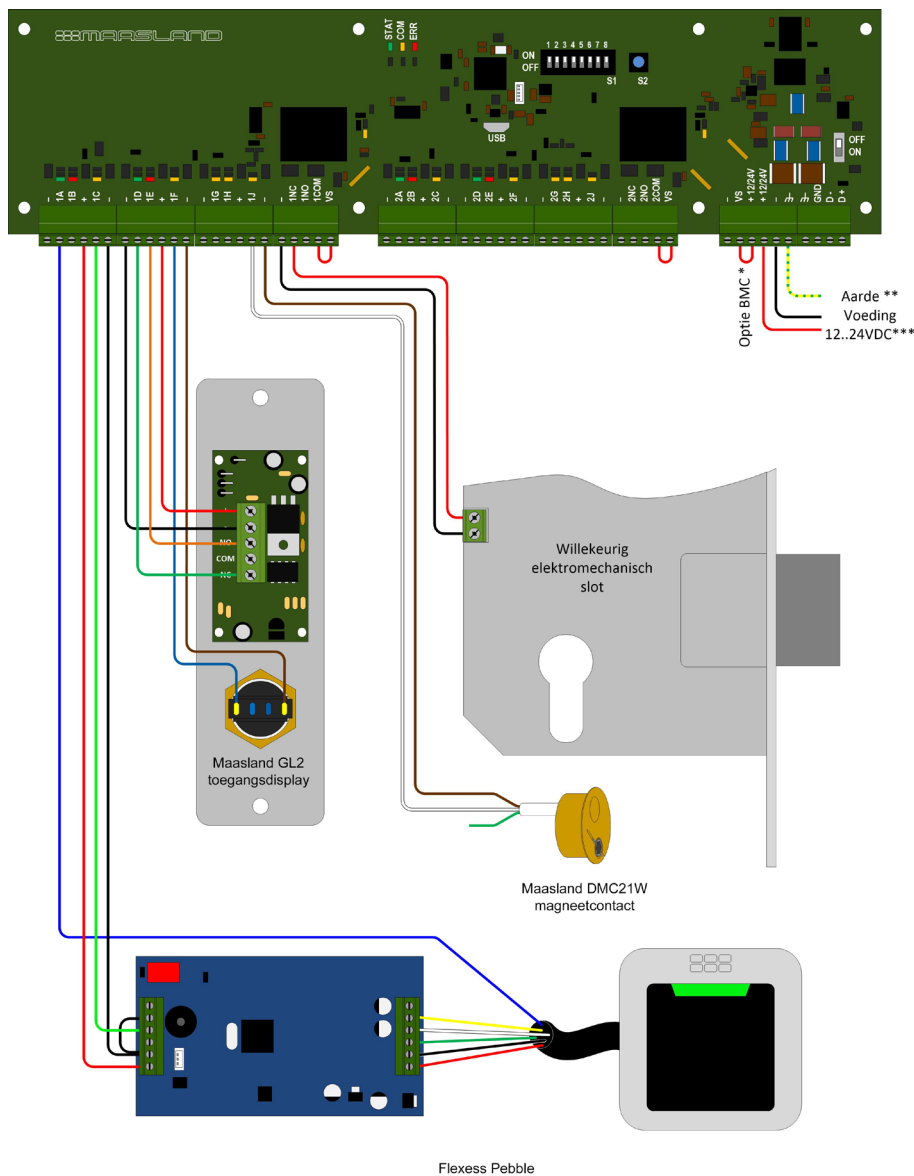 MAASLAND
STAT
COM
ERR
ON
OFF
1 2 3 4 5 6 7 8
S1
S2
USB
OFF
ON
- 1A 1B + 1C - 1D 1E + 1F - 1G 1H + 1J - 1NC 1NO 1COM VS
- 2A 2B + 2C - 2D 2E + 2F - 2G 2H + 2J - 2NC 2NO 2COM VS
- VS + 12/24V + 12/24V - GND D- D+
Optie BMC *
Aarde **
Voeding
12..24VDC***
+
-
NO
COM
NC
Willekeurig
elektromechanisch
slot
Maasland GL2
toegangsdisplay
Maasland DMC21W
magneetcontact
Flexess Pebble